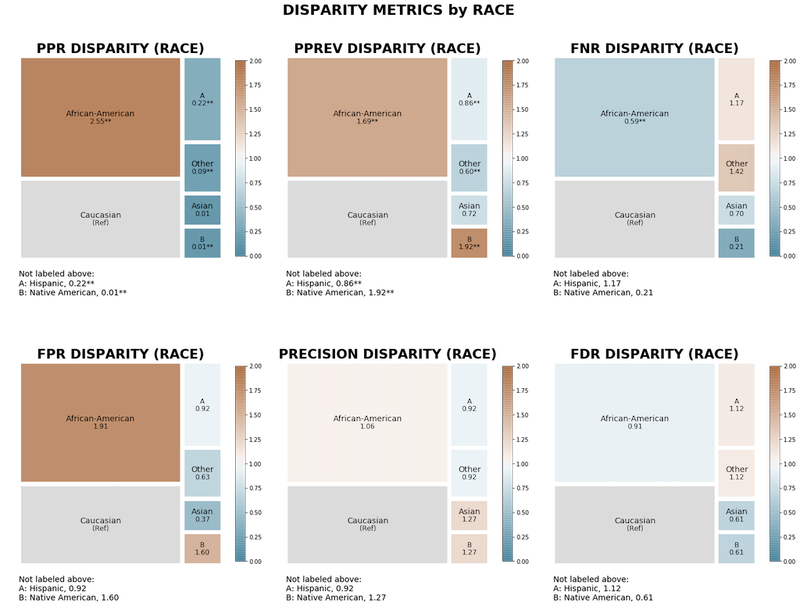 DISPARITY METRICS by RACE
PPR DISPARITY (RACE)
African-American
2.55**
A
0.22**
Other
0.09**
Asian
0.01
B
0.01**
Caucasian
(Ref)
2.00
1.75
1.50
1.25
1.00
0.75
0.50
0.25
0.00
Not labeled above:
A: Hispanic, 0.22**
B: Native American, 0.01**
PPREV DISPARITY (RACE)
African-American
1.69**
A
0.86**
Other
0.60**
Asian
0.72
B
1.92**
Caucasian
(Ref)
2.00
1.75
1.50
1.25
1.00
0.75
0.50
0.25
0.00
Not labeled above:
A: Hispanic, 0.86**
B: Native American, 1.92**
FNR DISPARITY (RACE)
African-American
0.59**
A
1.17
Other
1.42
Asian
0.70
B
0.21
Caucasian
(Ref)
2.00
1.75
1.50
1.25
1.00
0.75
0.50
0.25
0.00
Not labeled above:
A: Hispanic, 1.17
B: Native American, 0.21
FPR DISPARITY (RACE)
African-American
1.91
A
0.92
Other
0.63
Asian
0.37
B
1.60
Caucasian
(Ref)
2.00
1.75
1.50
1.25
1.00
0.75
0.50
0.25
0.00
Not labeled above:
A: Hispanic, 0.92
B: Native American, 1.60
PRECISION DISPARITY (RACE)
African-American
1.06
A
0.92
Other
0.92
Asian
1.27
B
1.27
Caucasian
(Ref)
2.00
1.75
1.50
1.25
1.00
0.75
0.50
0.25
0.00
Not labeled above:
A: Hispanic, 0.92
B: Native American, 1.27
FDR DISPARITY (RACE)
African-American
0.91
A
1.12
Other
1.12
Asian
0.61
B
0.61
Caucasian
(Ref)
2.00
1.75
1.50
1.25
1.00
0.75
0.50
0.25
0.00
Not labeled above:
A: Hispanic, 1.12
B: Native American, 0.61